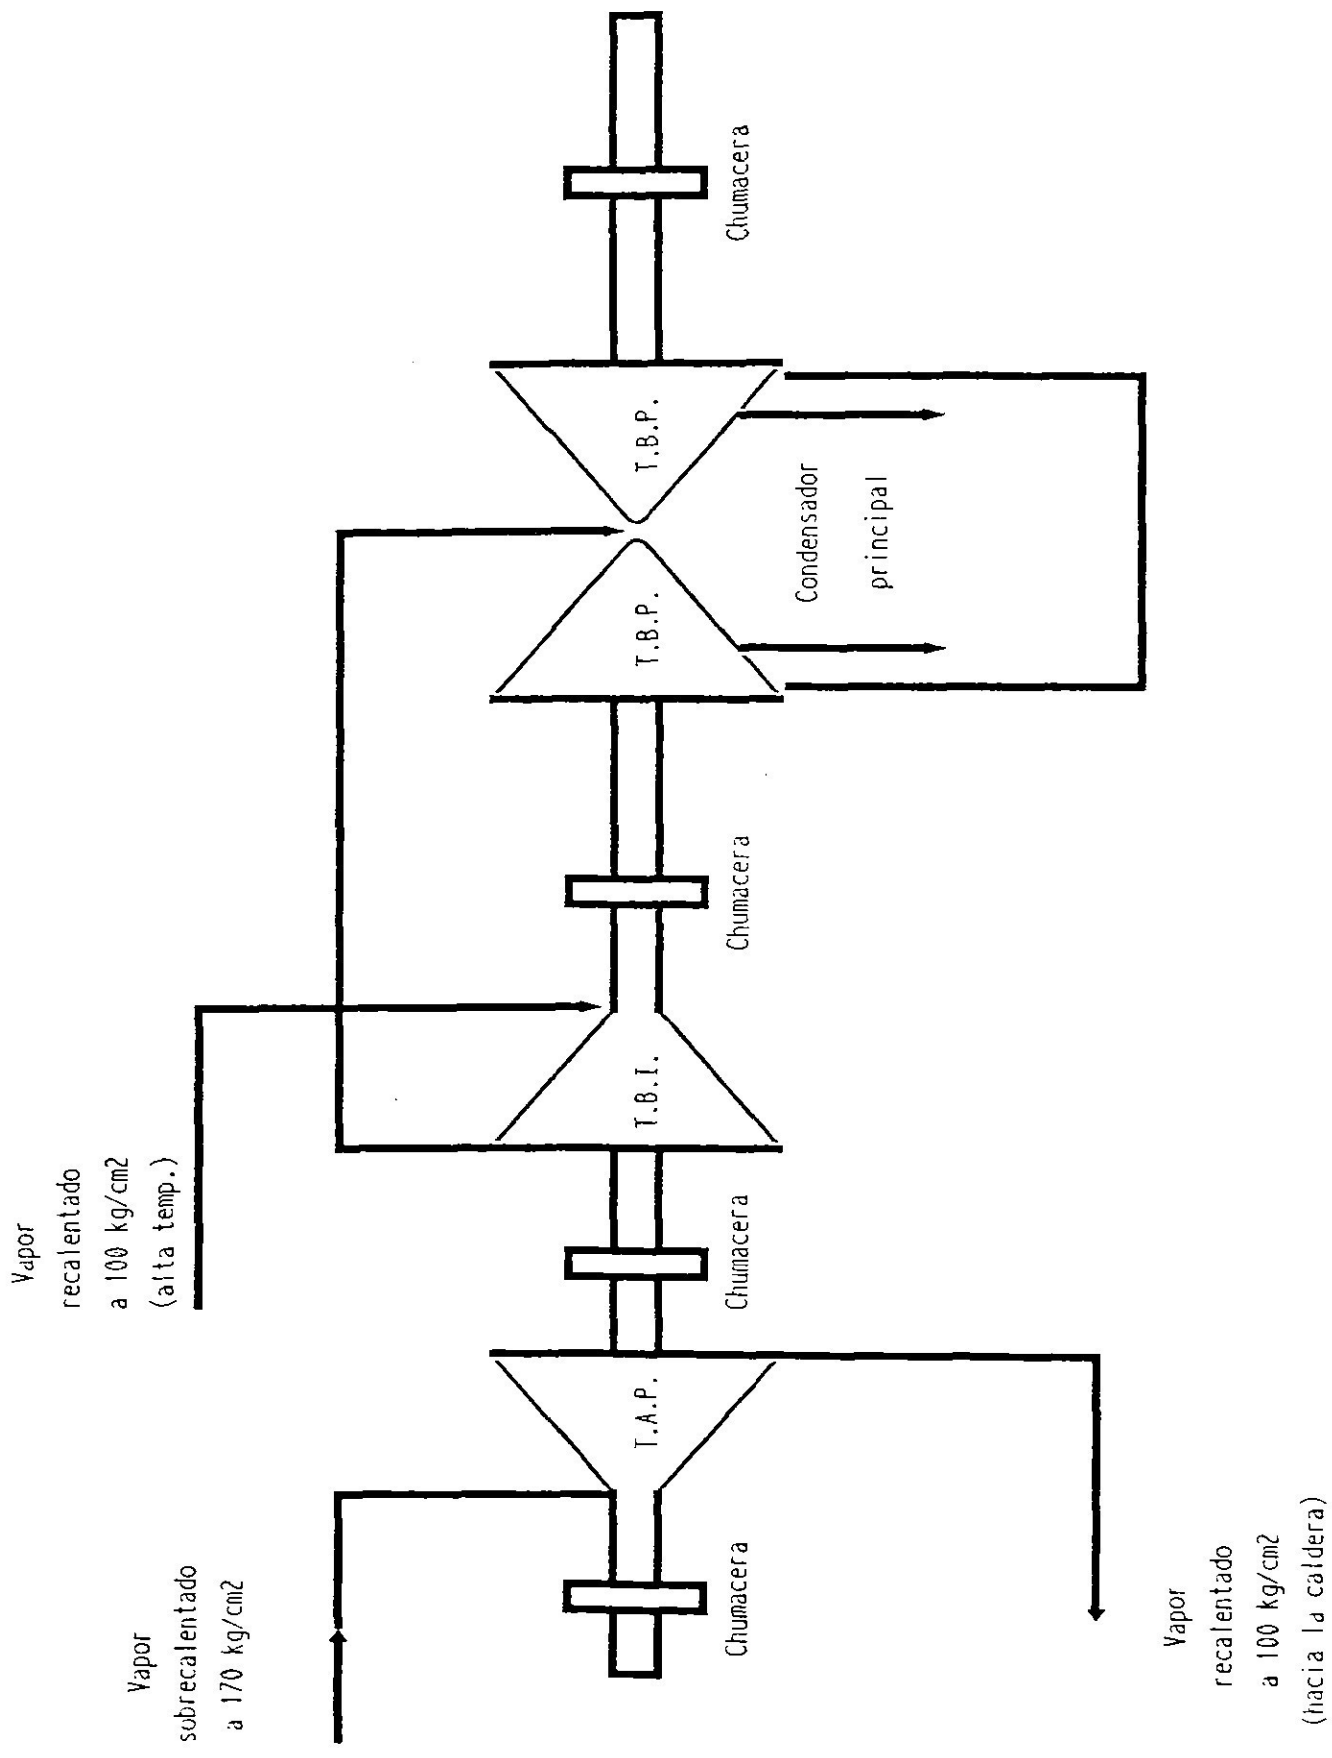 Vapor
recalentado
a 100 kg/cm2
(alta temp.)
Vapor
subrecalentado
a 170 kg/cm2
Chumacera
T.A.P.
Chumacera
T.B.I.
Chumacera
T.B.P.
T.B.P.
Chumacera
Condensador
principal
Vapor
recalentado
a 100 kg/cm2
(hacia la caldera)